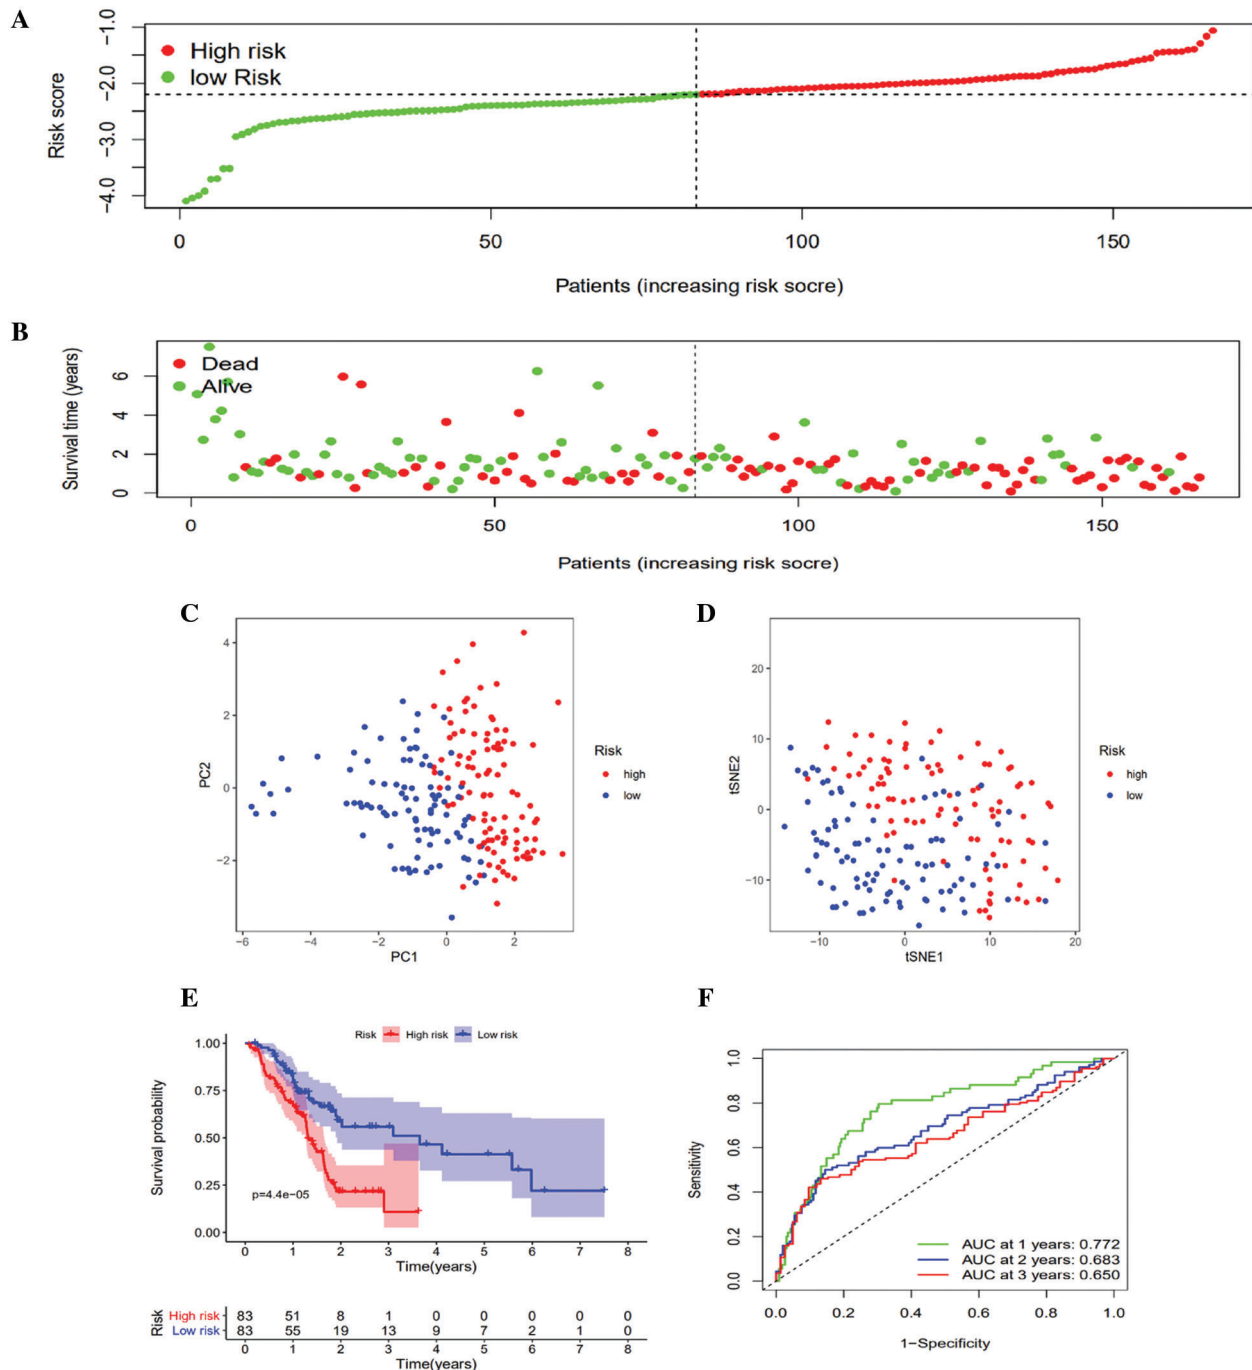 A
High risk
low Risk
Risk score
-1.0
-2.0
-3.0
-4.0
0 50 100 150
Patients (increasing risk socre)
B
Dead
Alive
Survival time (years)
6
4
2
0
0 50 100 150
Patients (increasing risk socre)
C
4
2
0
−2
PC2
−6 −4 −2 0 2
PC1
Risk
high
low
D
20
10
0
−10
tSNE2
−10 0 10 20
tSNE1
Risk
high
low
E
Risk High risk Low risk
1.00
0.75
0.50
0.25
0.00
Survival probability
p=4.4e−05
0 1 2 3 4 5 6 7 8
Time(years)
Risk
High risk 83 51 8 1 0 0 0 0 0
Low risk 83 55 19 13 9 7 2 1 0
0 1 2 3 4 5 6 7 8
Time(years)
F
1.0
0.8
0.6
0.4
0.2
0.0
Sensitivity
AUC at 1 years: 0.772
AUC at 2 years: 0.683
AUC at 3 years: 0.650
0.0 0.2 0.4 0.6 0.8 1.0
1−Specificity